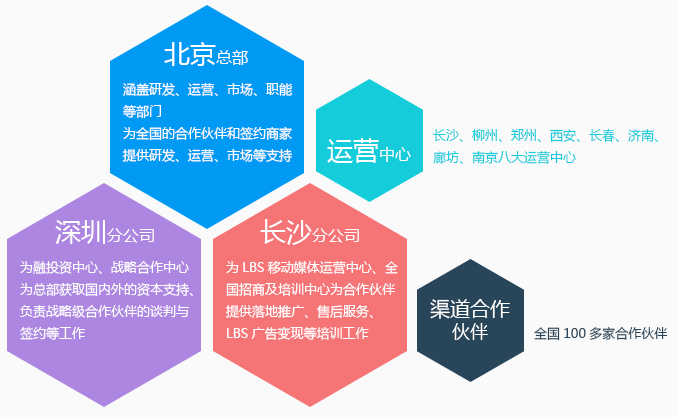 北京总部
涵盖研发、运营、市场、职能
等部门
为全国的合作伙伴和签约商家
提供研发、运营、市场等支持
运营中心
长沙、柳州、郑州、西安、长春、济南、
廊坊、南京八大运营中心
深圳分公司
为融投资中心、战略合作中心
为总部获取国内外的资本支持、
负责战略级合作伙伴的谈判与
签约等工作
长沙分公司
为 LBS 移动媒体运营中心、全
国招商及培训中心为合作伙伴
提供落地推广、售后服务、
LBS 广告变现等培训工作
渠道合作
伙伴
全国 100 多家合作伙伴